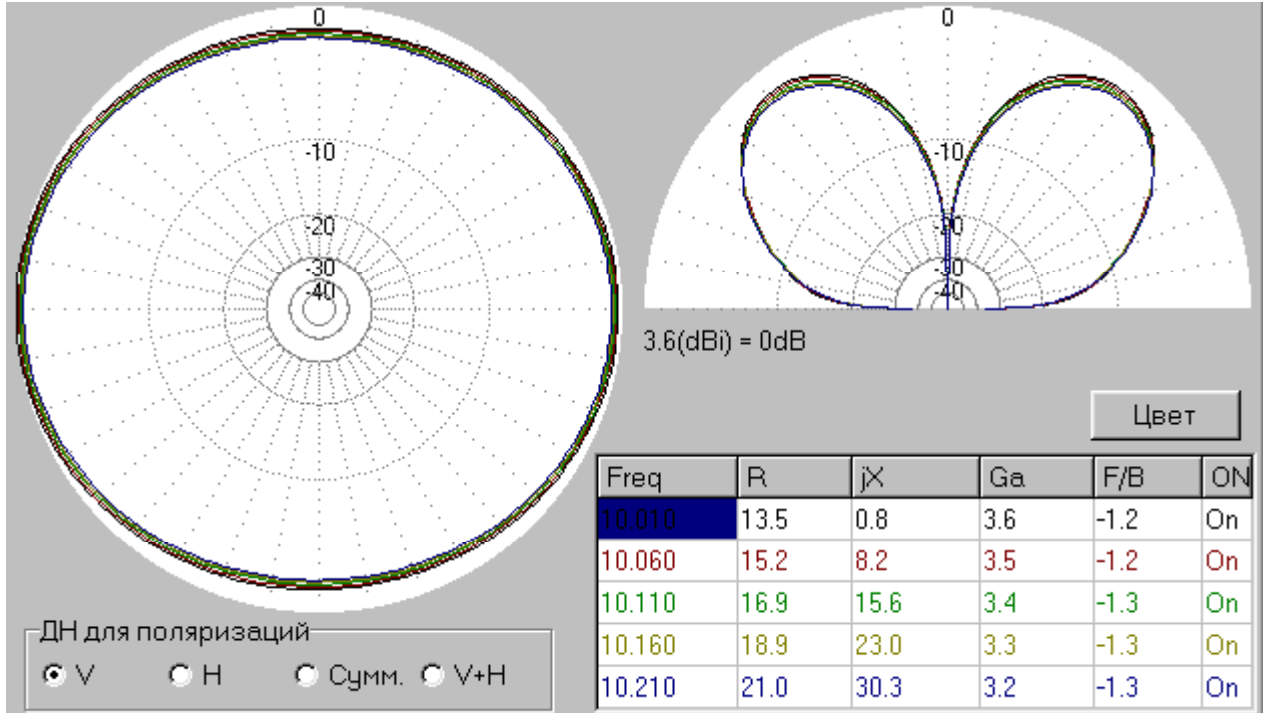 0
-10
-20
-30
-40
0
-10
-20
-30
-40
3.6(dBi) = 0dB
Цвет
Freq R jX Ga F/B ON
10.010 13.5 0.8 3.6 -1.2 On
10.060 15.2 8.2 3.5 -1.2 On
10.110 16.9 15.6 3.4 -1.3 On
10.160 18.9 23.0 3.3 -1.3 On
10.210 21.0 30.3 3.2 -1.3 On
ДН для поляризаций
V H Сумм. V+H